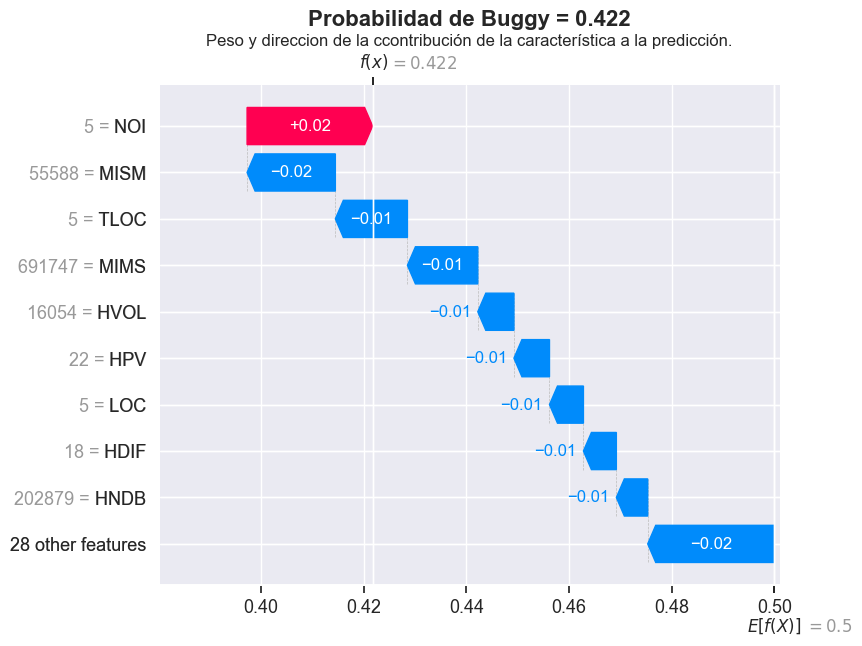 Probabilidad de Buggy = 0.422
Peso y direccion de la ccontribución de la característica a la predicción.
f(x) = 0.422
5 = NOI +0.02
55588 = MISM −0.02
5 = TLOC −0.01
691747 = MIMS −0.01
16054 = HVOL −0.01
22 = HPV −0.01
5 = LOC −0.01
18 = HDIF −0.01
202879 = HNDB −0.01
28 other features −0.02
0.40 0.42 0.44 0.46 0.48 0.50
E[f(X)] = 0.5